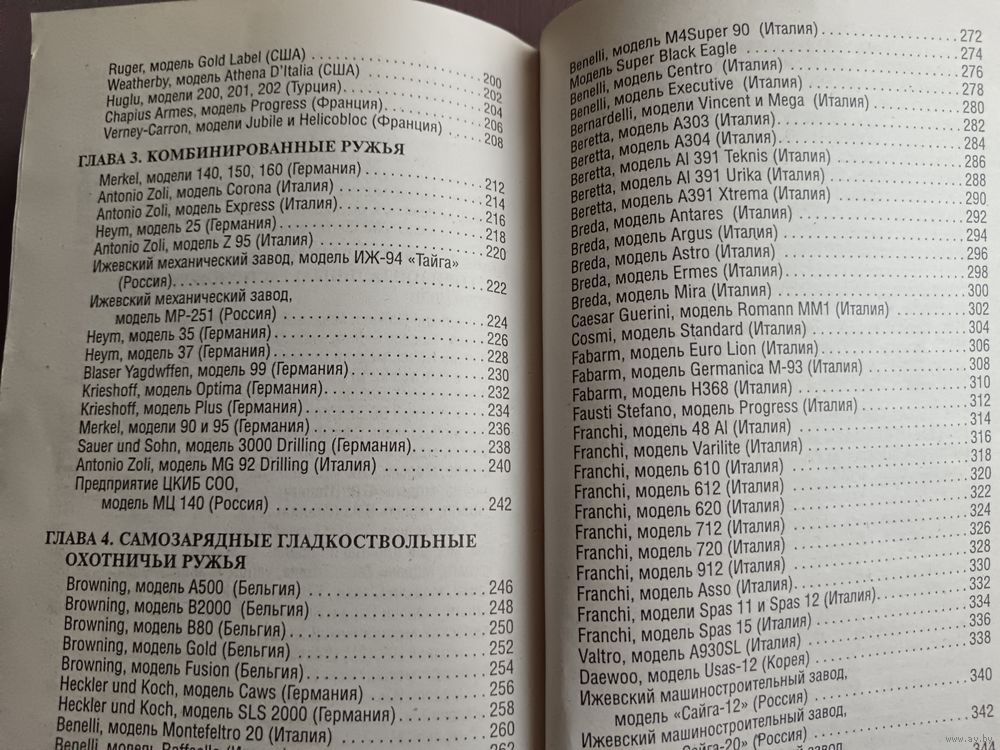 Ruger, модель Gold Label (США) . . . 200
Weatherby, модель Athena D'Italia (США) . . . 202
Huglu, модели 200, 201, 202 (Турция) . . . 204
Chapius Armes, модель Progress (Франция) . . . 206
Verney-Carron, модели Jubile и Helicobloc (Франция) . . . 208
ГЛАВА 3. КОМБИНИРОВАННЫЕ РУЖЬЯ
Merkel, модели 140, 150, 160 (Германия) . . . 212
Antonio Zoli, модель Corona (Италия) . . . 214
Antonio Zoli, модель Express (Италия) . . . 216
Heym, модель 25 (Германия) . . . 218
Antonio Zoli, модель Z 95 (Италия) . . . 220
Ижевский механический завод, модель ИЖ-94 «Тайга»
(Россия) . . . 222
Ижевский механический завод,
модель МР-251 (Россия) . . . 224
Heym, модель 35 (Германия) . . . 226
Heym, модель 37 (Германия) . . . 228
Blaser Yagdwffen, модель 99 (Германия) . . . 230
Krieshoff, модель Optima (Германия) . . . 232
Krieshoff, модель Plus (Германия) . . . 234
Merkel, модели 90 и 95 (Германия) . . . 236
Sauer und Sohn, модель 3000 Drilling (Германия) . . . 238
Antonio Zoli, модель MG 92 Drilling (Италия) . . . 240
Предприятие ЦКИБ СОО,
модель МЦ 140 (Россия) . . . 242
ГЛАВА 4. САМОЗАРЯДНЫЕ ГЛАДКОСТВОЛЬНЫЕ
ОХОТНИЧЬИ РУЖЬЯ
Browning, модель A500 (Бельгия) . . . 246
Browning, модель B2000 (Бельгия) . . . 248
Browning, модель B80 (Бельгия) . . . 250
Browning, модель Gold (Бельгия) . . . 252
Browning, модель Fusion (Бельгия) . . . 254
Heckler und Koch, модель Caws (Германия) . . . 256
Heckler und Koch, модель SLS 2000 (Германия) . . . 258
Benelli, модель Montefeltro 20 (Италия) . . . 260
Benelli, модель Raffaello 262
Benelli, модель M4Super 90 (Италия) . . . 272
Модель Super Black Eagle . . . 274
Benelli, модель Centro (Италия) . . . 276
Benelli, модель Executive (Италия) . . . 278
Bernardelli, модели Vincent и Mega (Италия) . . . 280
Beretta, модель A303 (Италия) . . . 282
Beretta, модель A304 (Италия) . . . 284
Beretta, модель Al 391 Teknis (Италия) . . . 286
Beretta, модель Al 391 Urika (Италия) . . . 288
Beretta, модель A391 Xtrema (Италия) . . . 290
Breda, модель Antares (Италия) . . . 292
Breda, модель Argus (Италия) . . . 294
Breda, модель Astro (Италия) . . . 296
Breda, модель Ermes (Италия) . . . 298
Breda, модель Mira (Италия) . . . 300
Caesar Guerini, модель Romann MM1 (Италия) . . . 302
Cosmi, модель Standard (Италия) . . . 304
Fabarm, модель Euro Lion (Италия) . . . 306
Fabarm, модель Germanica M-93 (Италия) . . . 308
Fabarm, модель H368 (Италия) . . . 310
Fausti Stefano, модель Progress (Италия) . . . 312
Franchi, модель 48 Al (Италия) . . . 314
Franchi, модель Varilite (Италия) . . . 316
Franchi, модель 610 (Италия) . . . 318
Franchi, модель 612 (Италия) . . . 320
Franchi, модель 620 (Италия) . . . 322
Franchi, модель 712 (Италия) . . . 324
Franchi, модель 720 (Италия) . . . 326
Franchi, модель 912 (Италия) . . . 328
Franchi, модель Asso (Италия) . . . 330
Franchi, модели Spas 11 и Spas 12 (Италия) . . . 332
Franchi, модель Spas 15 (Италия) . . . 334
Valtro, модель A930SL (Италия) . . . 336
Daewoo, модель Usas-12 (Корея) . . . 338
Ижевский машиностроительный завод,
модель «Сайга-12» (Россия) . . . 340
Ижевский машиностроительный завод,
«Сайга-20» (Россия) . . . 342
www.ay.by